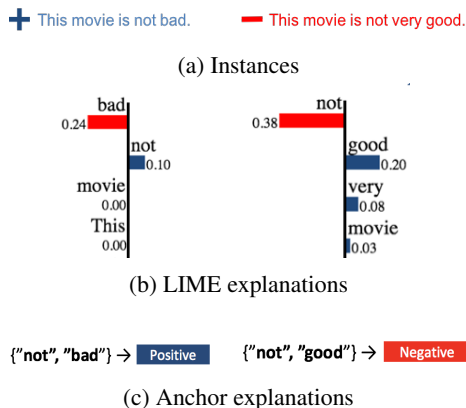 + This movie is not bad. − This movie is not very good.
(a) Instances
bad not
0.24 0.38
not good
0.10 0.20
movie very
0.00 0.08
This movie
0.00 0.03
(b) LIME explanations
{"not", "bad"} → Positive {"not", "good"} → Negative
(c) Anchor explanations